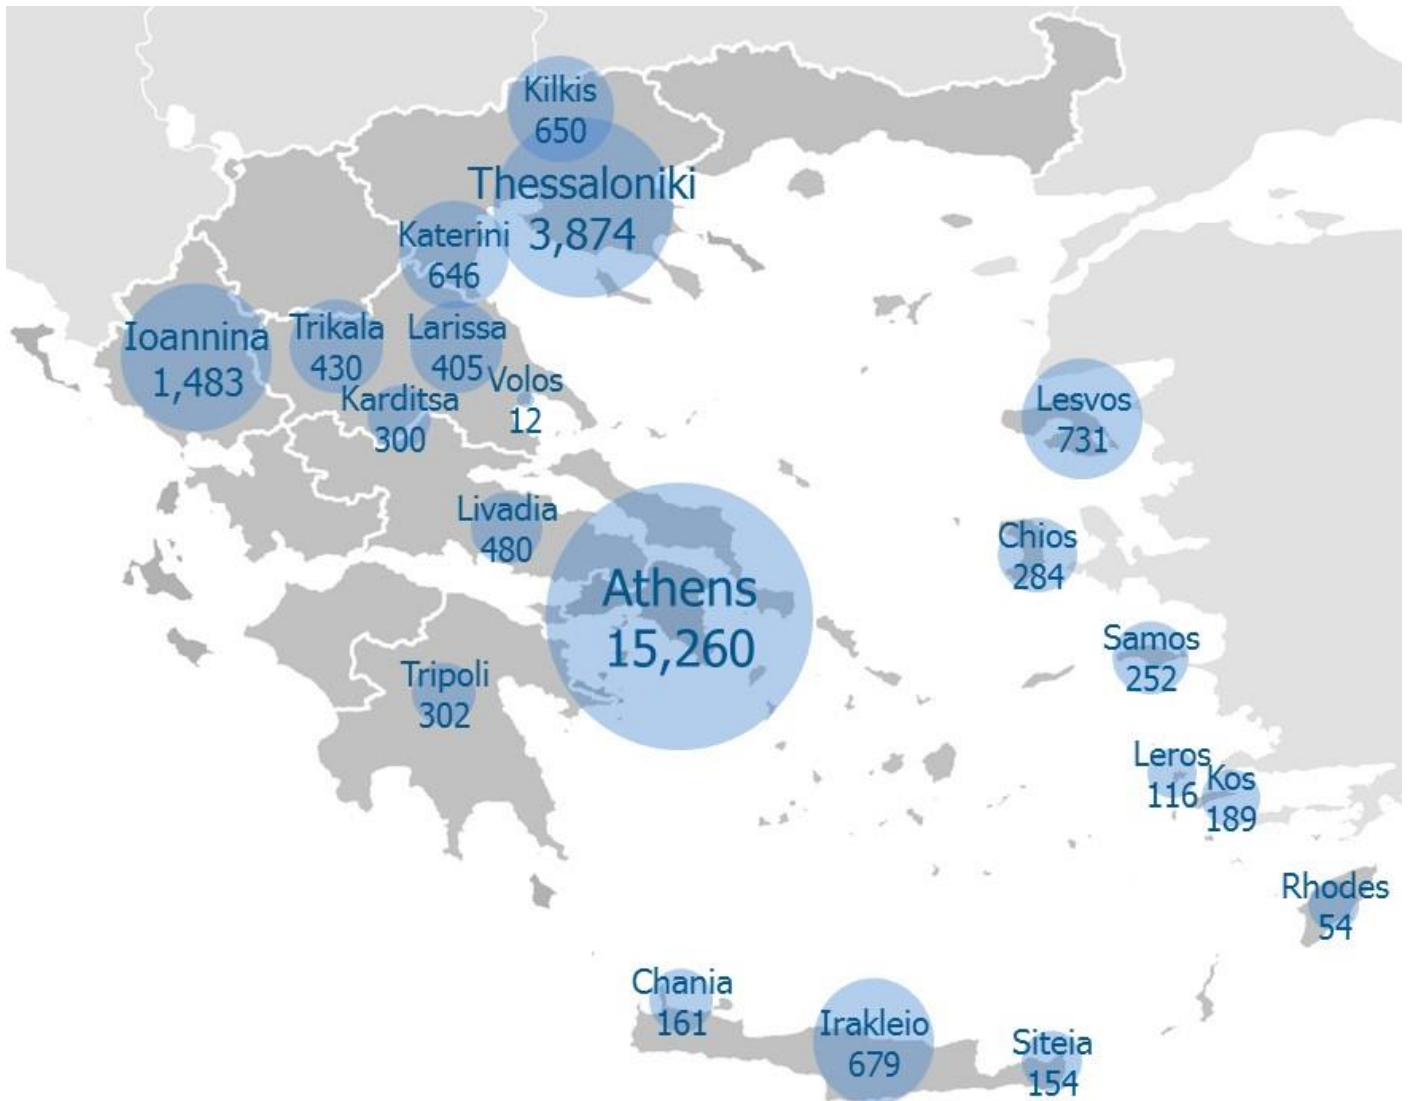 Kilkis
650
Thessaloniki
3,874
Katerini
646
Ioannina
1,483
Trikala
430
Larissa
405
Volos
12
Karditsa
300
Lesvos
731
Livadia
480
Athens
15,260
Chios
284
Samos
252
Tripoli
302
Leros
116
Kos
189
Rhodes
54
Chania
161
Irakleio
679
Siteia
154